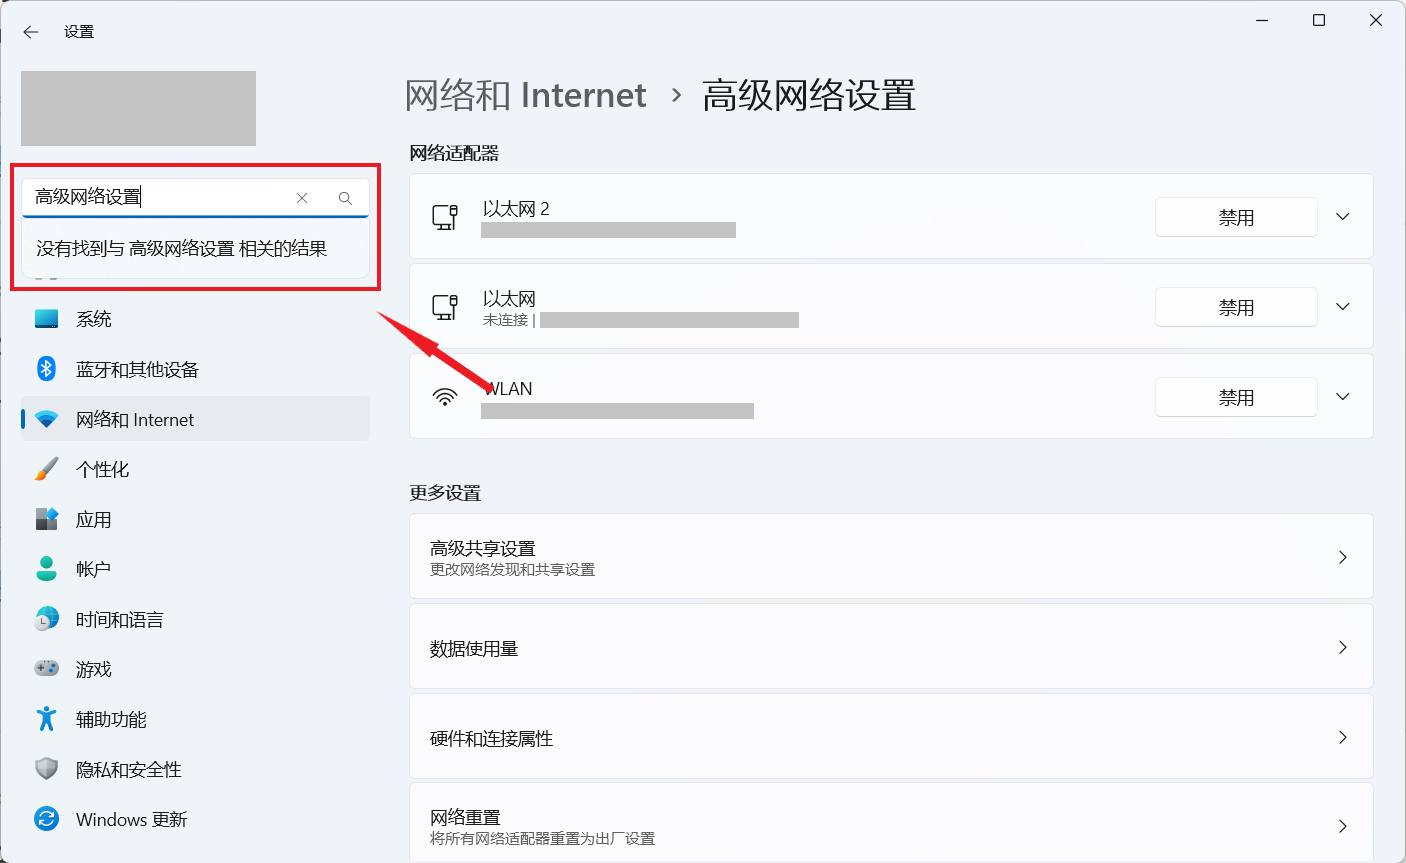 设置
高级网络设置
没有找到与 高级网络设置 相关的结果
系统
蓝牙和其他设备
网络和 Internet
个性化
应用
帐户
时间和语言
游戏
辅助功能
隐私和安全性
Windows 更新
网络和 Internet › 高级网络设置
网络适配器
以太网 2
禁用
以太网
未连接 |
禁用
WLAN
禁用
更多设置
高级共享设置
更改网络发现和共享设置
数据使用量
硬件和连接属性
网络重置
将所有网络适配器重置为出厂设置